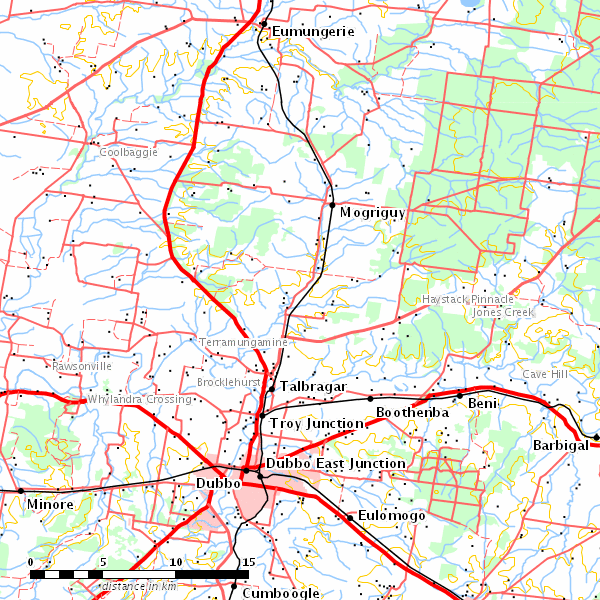 Eumungerie
Coolbaggie
Mogriguy
Haystack Pinnacle
Jones Creek
Terramungamine
Rawsonville
Cave Hill
Brocklehurst
Talbragar
Whylandra Crossing
Beni
Boothenba
Troy Junction
Barbigal
Dubbo East Junction
Dubbo
Minore
Eulomogo
0 5 10 15
distance in km
Cumboogle